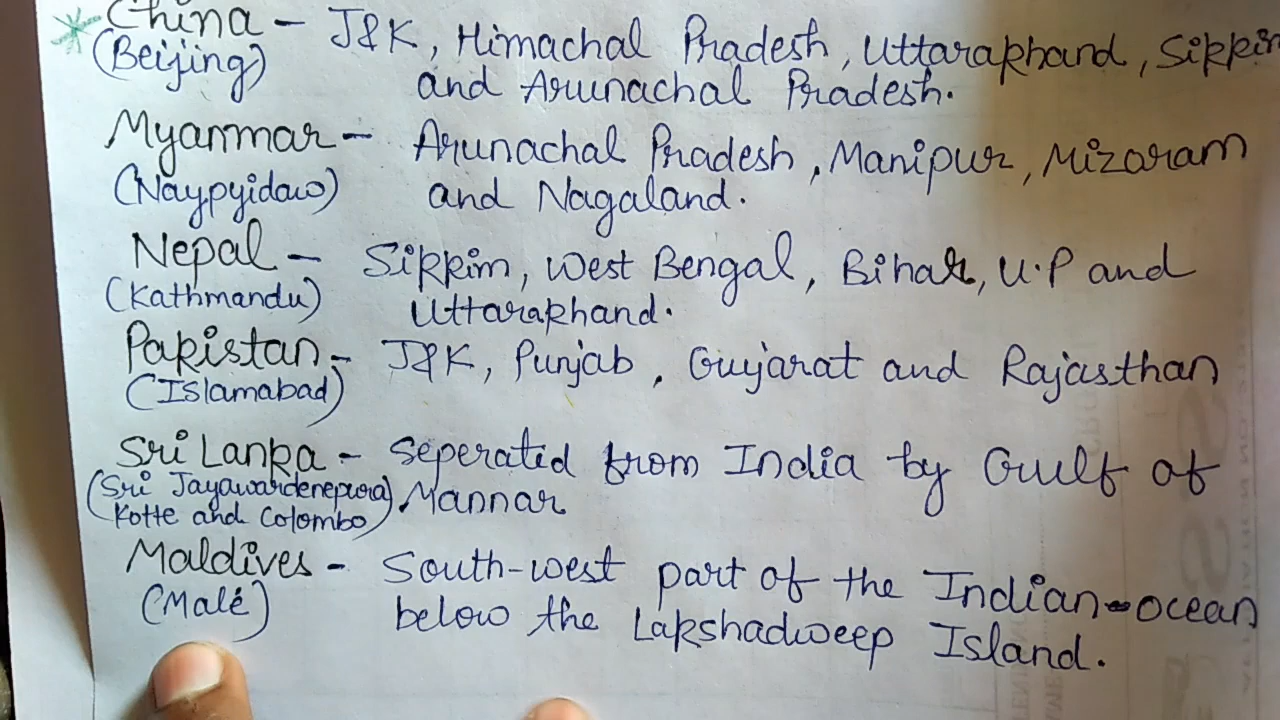 China – J&K, Himachal Pradesh, Uttarakhand, Sikkim
(Beijing) and Arunachal Pradesh.
Myanmar – Arunachal Pradesh, Manipur, Mizoram
(Naypyidaw) and Nagaland.
Nepal – Sikkim, West Bengal, Bihar, U.P and
(Kathmandu) Uttarakhand.
Pakistan – J&K, Punjab, Gujarat and Rajasthan
(Islamabad)
Sri Lanka – Seperated from India by Gulf of
(Sri Jayawardenepura Mannar
Kotte and Colombo)
Maldives – South-west part of the Indian-ocean
(Malé) below the Lakshadweep Island.